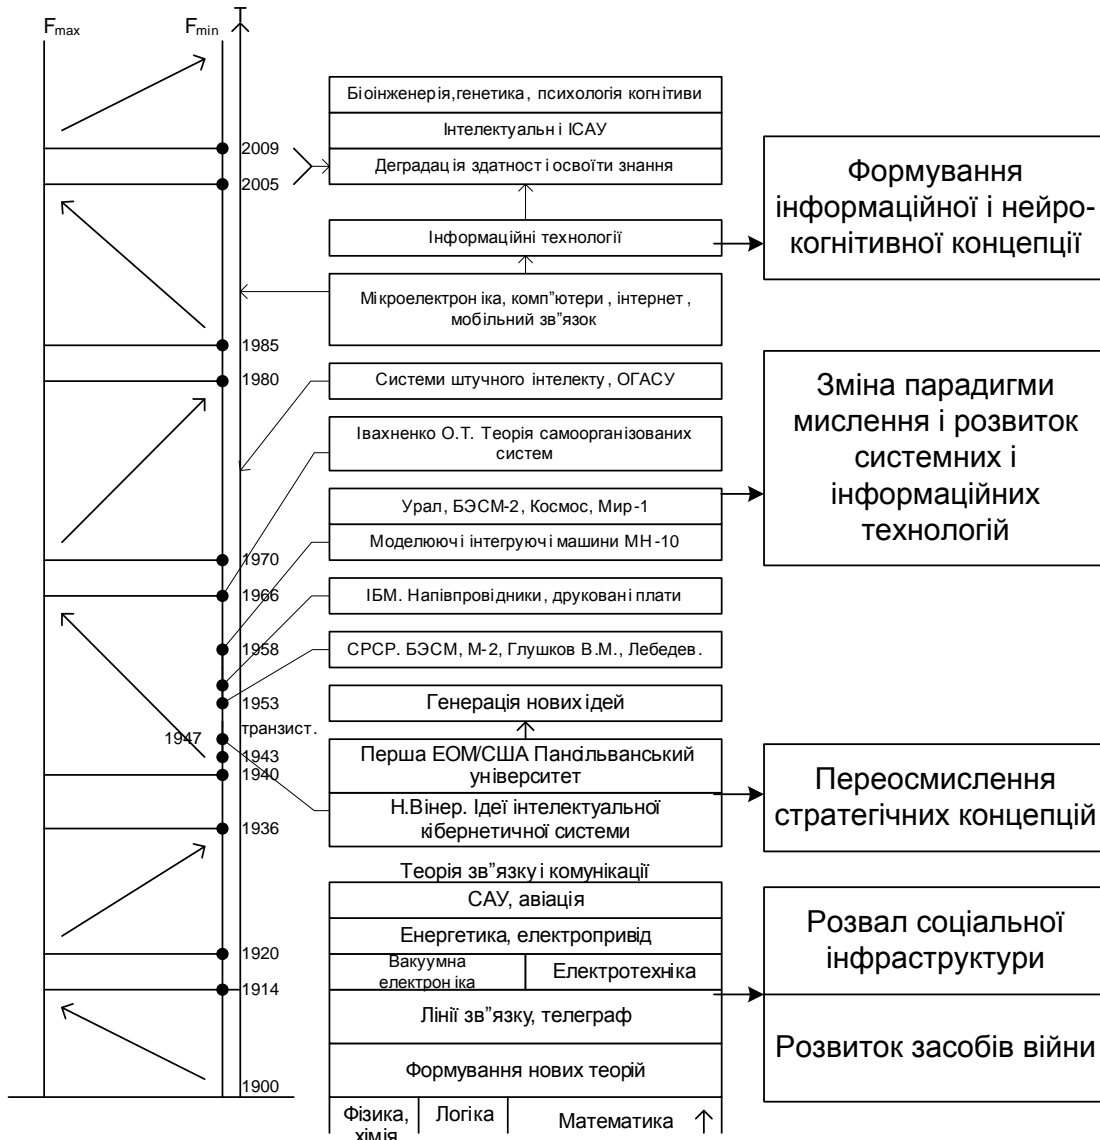 F max
F min
T
Біоінженерія,генетика, психологія когнітиви
Інтелектуальні ІСАУ
2009
Деградація здатності освоїти знання
2005
Формування
інформаційної і нейро-
когнітивної концепції
Інформаційні технології
Мікроелектроніка, комп"ютери, інтернет,
мобільний зв"язок
1985
1980
Системи штучного інтелекту, ОГАСУ
Івахненко О.Т. Теорія самоорганізованих
систем
Зміна парадигми
мислення і розвиток
системних і
інформаційних
технологій
Урал, БЭСМ-2, Космос, Мир-1
Моделюючі інтегруючі машини МН-10
1970
1966
ІБМ. Напівпровідники, друковані плати
1958
СРСР. БЭСМ, М-2, Глушков В.М., Лебедев.
1953
Генерація нових ідей
транзист.
1947
1943
1940
Перша ЕОМ/США Пансільванський
університет
Н.Вінер. Ідеї інтелектуальної
кібернетичної системи
Переосмислення
стратегічних концепцій
1936
Теорія зв"язку і комунікації
САУ, авіація
Енергетика, електропривід
1920
Вакуумна
електроніка
Електротехніка
1914
Лінії зв"язку, телеграф
Формування нових теорій
Розвал соціальної
інфраструктури
Розвиток засобів війни
1900
Фізика,
хімія
Логіка
Математика